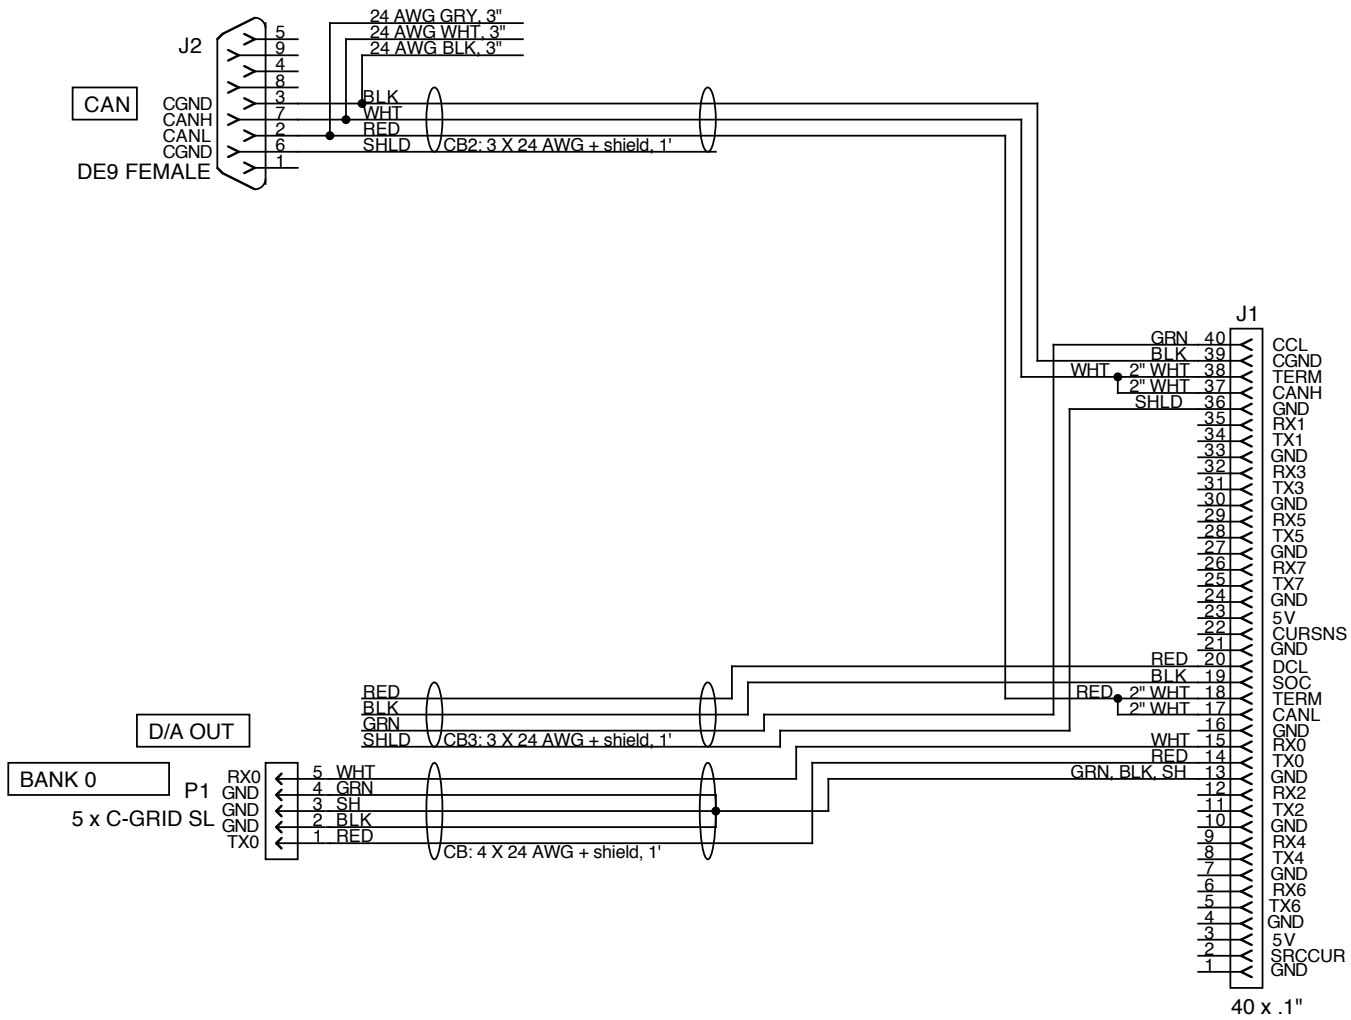 24 AWG GRY, 3"
24 AWG WHT, 3"
24 AWG BLK, 3"
J2
5
9
4
8
CAN
CGND 3 BLK
CANH 7 WHT
CANL 2 RED
CGND 6 SHLD CB2: 3 X 24 AWG + shield, 1'
1
DE9 FEMALE
J1
GRN 40 CCL
BLK 39 CGND
WHT 2" WHT 38 TERM
2" WHT 37 CANH
SHLD 36 GND
35 RX1
34 TX1
33 GND
32 RX3
31 TX3
30 GND
29 RX5
28 TX5
27 GND
26 RX7
25 TX7
24 GND
23 5V
22 CURSNS
21 GND
RED 20 DCL
BLK 19 SOC
RED 2" WHT 18 TERM
2" WHT 17 CANL
16 GND
WHT 15 RX0
RED 14 TX0
GRN, BLK, SH 13 GND
12 RX2
11 TX2
10 GND
9 RX4
8 TX4
7 GND
6 RX6
5 TX6
4 GND
3 5V
2 SRCCUR
1 GND
40 x .1"
D/A OUT
RED
BLK
GRN
SHLD CB3: 3 X 24 AWG + shield, 1'
BANK 0
P1
5 x C-GRID SL
RX0 5 WHT
GND 4 GRN
GND 3 SH
GND 2 BLK
TX0 1 RED
CB: 4 X 24 AWG + shield, 1'